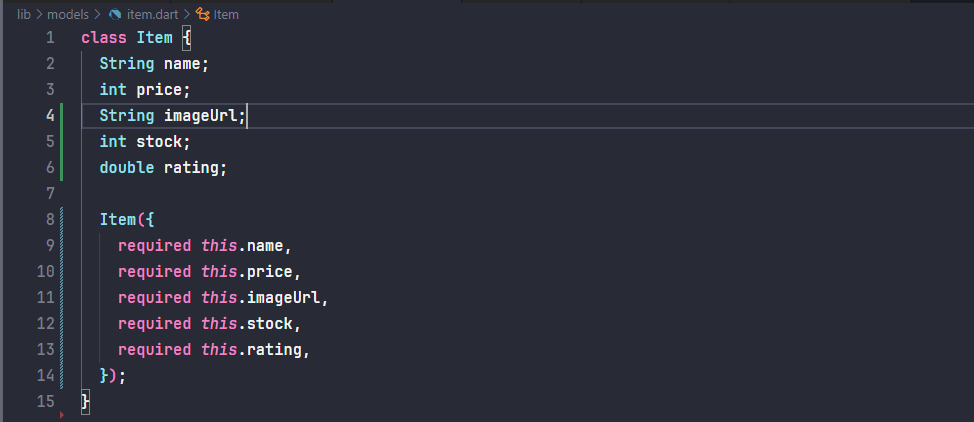 lib > models > item.dart > Item
1 class Item {
2 String name;
3 int price;
4 String imageUrl;
5 int stock;
6 double rating;
7
8 Item({
9 required this.name,
10 required this.price,
11 required this.imageUrl,
12 required this.stock,
13 required this.rating,
14 });
15 }